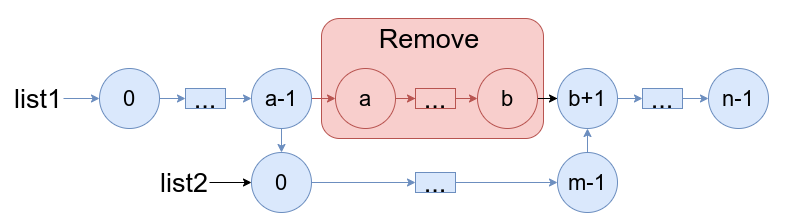 Remove
list1 0 ... a-1 a ... b b+1 ... n-1
list2 0 ... m-1